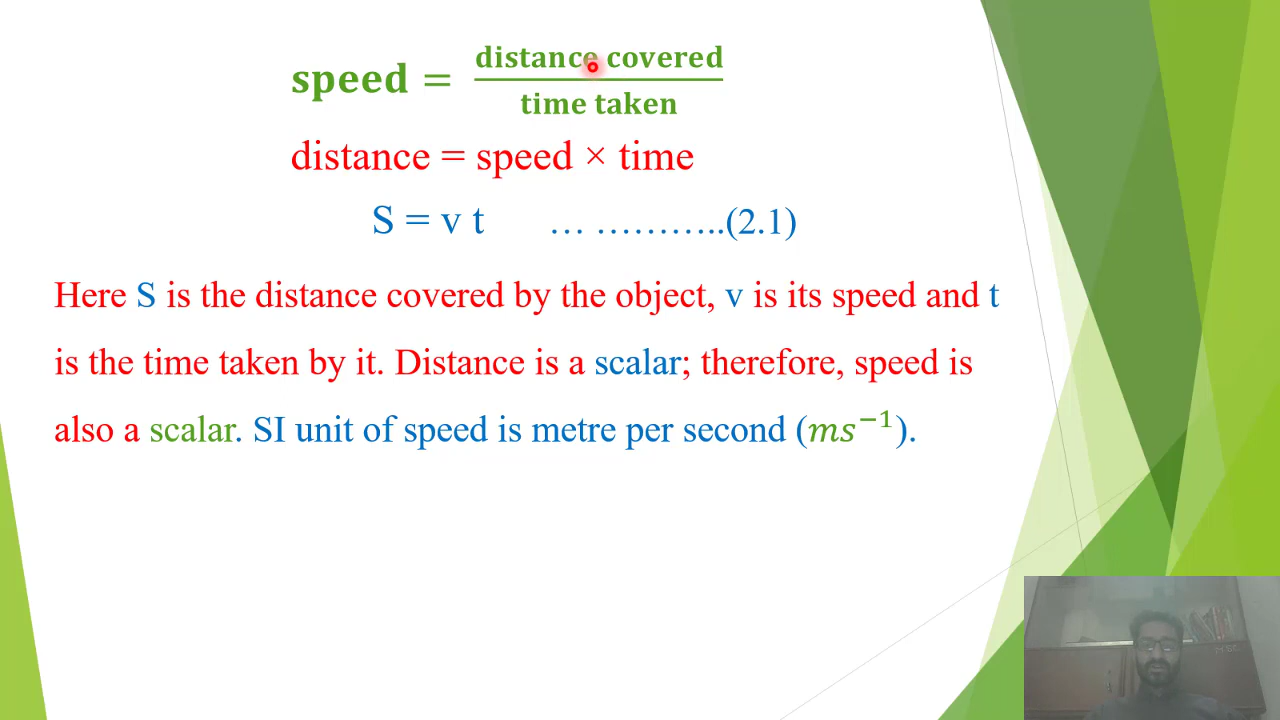 speed = distance covered / time taken
distance = speed × time
S = v t … ………..(2.1)
Here S is the distance covered by the object, v is its speed and t
is the time taken by it. Distance is a scalar; therefore, speed is
also a scalar. SI unit of speed is metre per second (ms⁻¹).